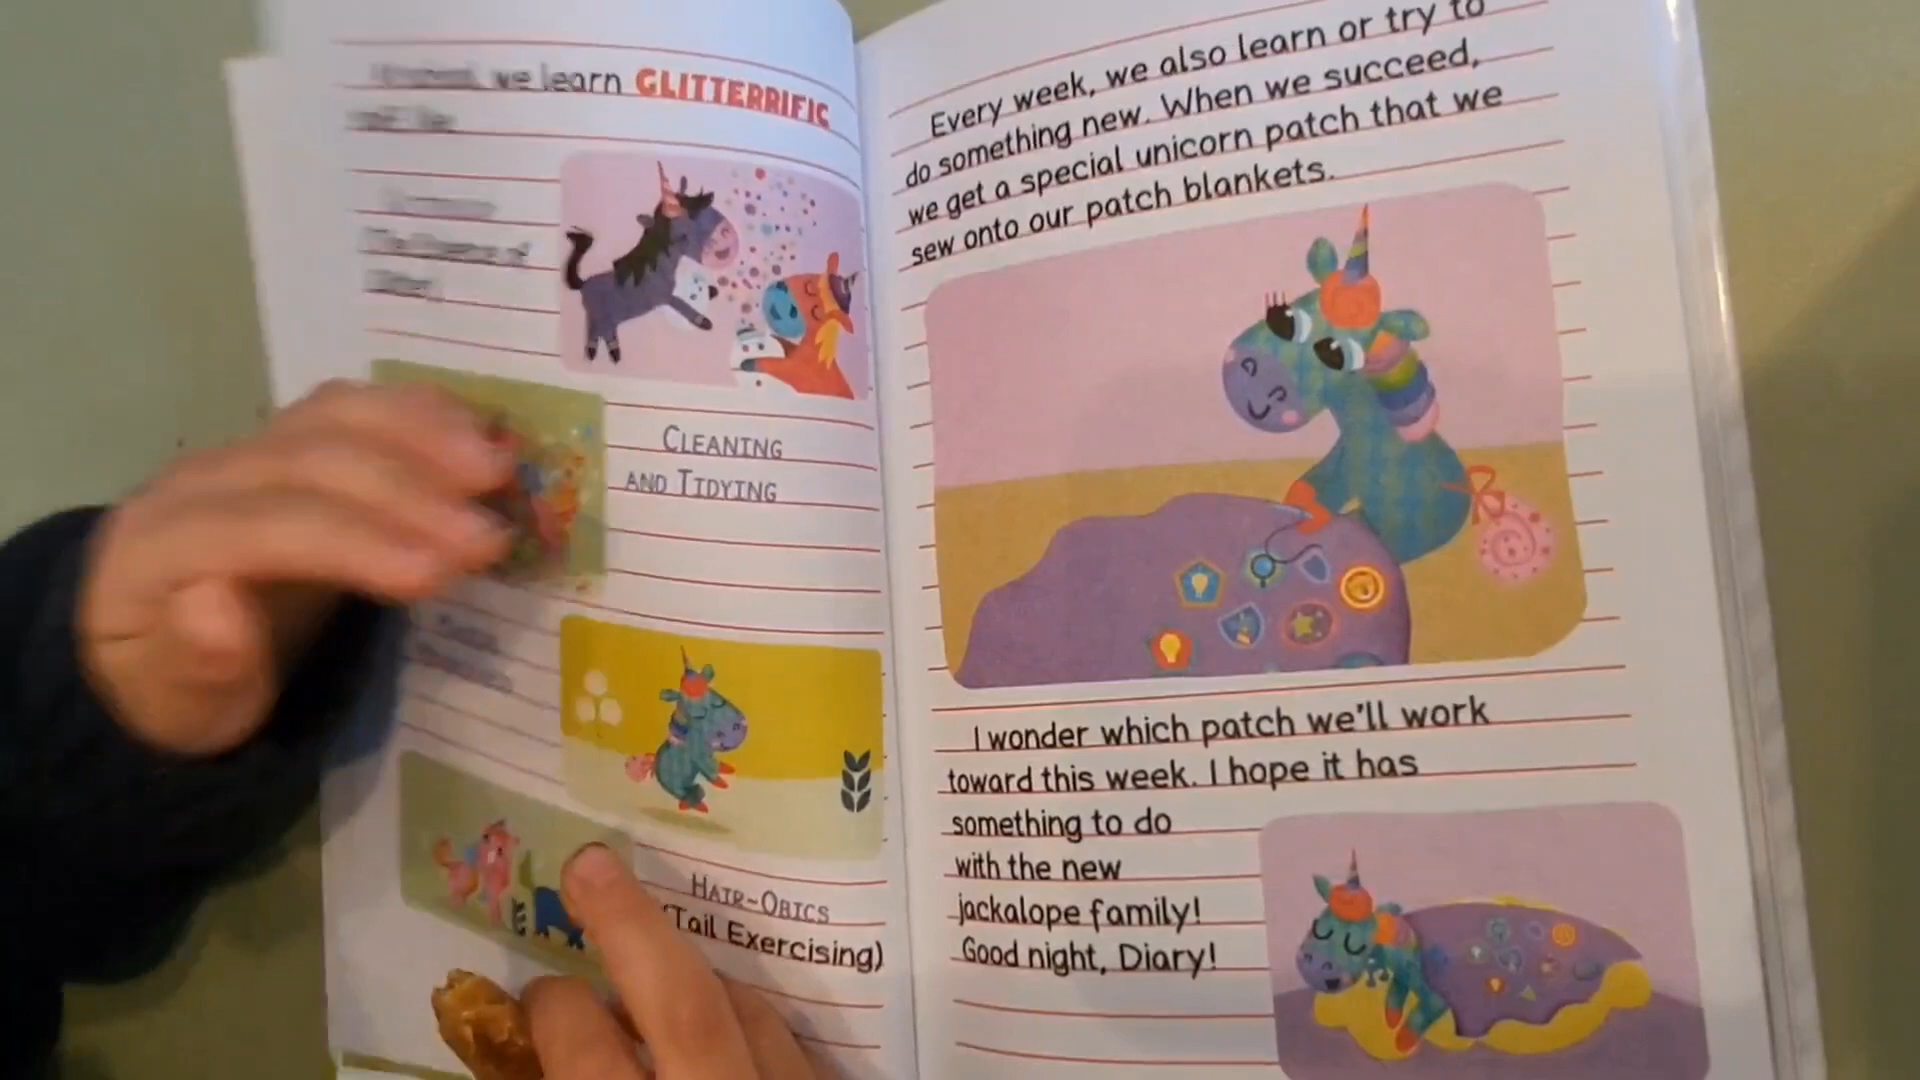 we learn GLITTERRIFIC
CLEANING
AND TIDYING
HAIR-OBICS
(Tail Exercising)
Every week, we also learn or try to
do something new. When we succeed,
we get a special unicorn patch that we
sew onto our patch blankets.
I wonder which patch we'll work
toward this week. I hope it has
something to do
with the new
jackalope family!
Good night, Diary!